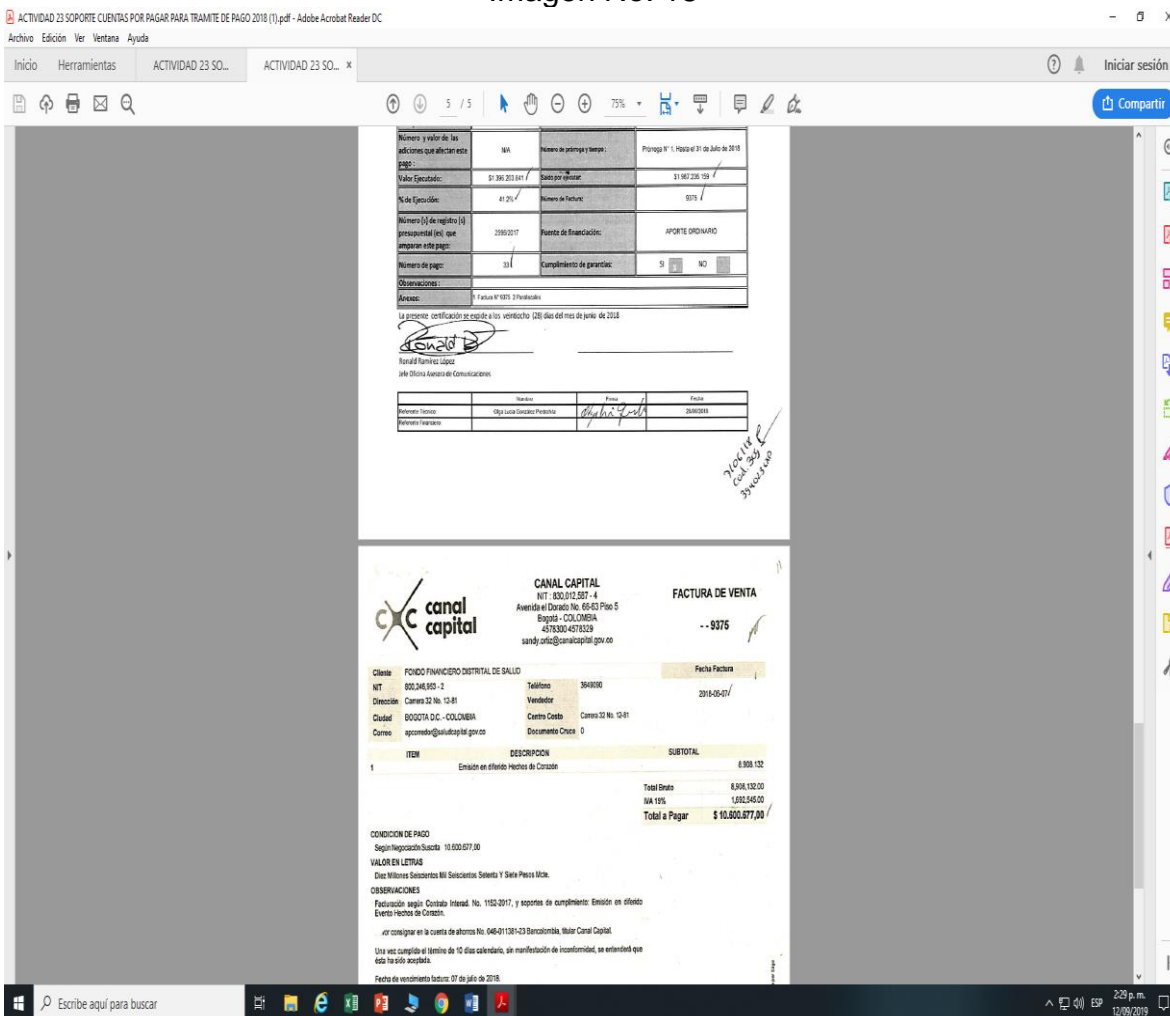 Imagen No. 18
ACTIVIDAD 23 SOPORTE CUENTAS POR PAGAR PARA TRAMITE DE PAGO 2018 (1).pdf - Adobe Acrobat Reader DC
Archivo Edición Ver Ventana Ayuda
Inicio Herramientas ACTIVIDAD 23 SO... ACTIVIDAD 23 SO... x Iniciar sesión
5 / 5 75% Compartir
Número y valor de las adiciones que afectan este pago : N/A Número de prórroga y tiempo : Prorroga N° 1. Hasta el 31 de Julio de 2018
Valor Ejecutado: $1.396.203.841 Saldo por ejecutar: $1.987.236.159
% de Ejecución: 41.2% Número de Factura: 9375
Número (s) de registro (s) presupuestal (es) que amparan este pago: 2398/2017 Fuente de financiación: APORTE ORDINARIO
Número de pago: 33 Cumplimiento de garantías: SI x NO
Observaciones :
Anexos: 1. Factura N° 9375 2 Parafiscales
La presente certificación se expide a los veintiocho (28) días del mes de junio de 2018
Ronald Ramírez López
Jefe Oficina Asesora de Comunicaciones
Nombre Firma Fecha
Referente Técnico Olga Lucia González 28/06/2018
Referente Financiero
canal capital
CANAL CAPITAL
NIT : 830,012,587 - 4
Avenida el Dorado No. 66-63 Piso 5
Bogotá - COLOMBIA
4578300 4578329
sandy.ortiz@canalcapital.gov.co
FACTURA DE VENTA
- - 9375
11
Cliente FONDO FINANCIERO DISTRITAL DE SALUD Fecha Factura
NIT 800,246,953 - 2 Teléfono 3649090 2018-06-07
Dirección Carrera 32 No. 12-81 Vendedor
Ciudad BOGOTA D.C. - COLOMBIA Centro Costo Carrera 32 No. 12-81
Correo apcorredor@saludcapital.gov.co Documento Cruce 0
ITEM DESCRIPCION SUBTOTAL
1 Emisión en diferido Hechos de Corazón 8.908.132
Total Bruto 8,908,132.00
IVA 19% 1,692,545.00
Total a Pagar $ 10.600.677,00
CONDICION DE PAGO
Según Negociación Suscrita 10.600.677,00
VALOR EN LETRAS
Diez Millones Seiscientos Mil Seiscientos Setenta Y Siete Pesos Mcte.
OBSERVACIONES
Facturación según Contrato Interad. No. 1152-2017, y soportes de cumplimiento: Emisión en diferido
Evento Hechos de Corazón.
vor consignar en la cuenta de ahorros No. 048-011381-23 Bancolombia, titular Canal Capital.
Una vez cumplido el término de 10 días calendario, sin manifestación de inconformidad, se entenderá que
ésta ha sido aceptada.
Fecha de vencimiento factura: 07 de julio de 2018.
Escribe aquí para buscar ESP 2:29 p. m.
12/09/2019